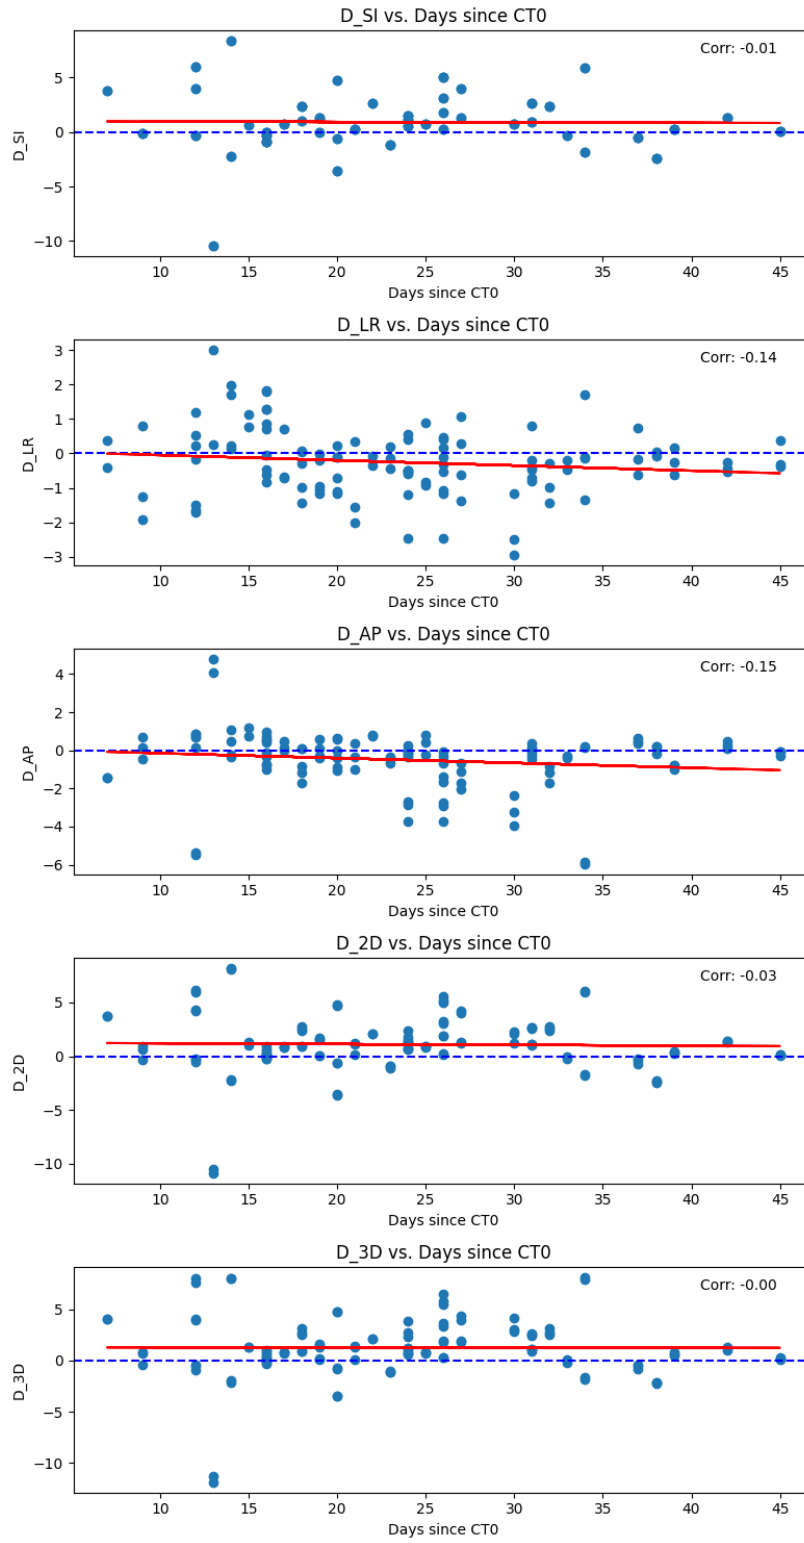 D_SI vs. Days since CT0
Corr: -0.01
5
0
−5
−10
D_SI
10 15 20 25 30 35 40 45
Days since CT0
D_LR vs. Days since CT0
Corr: -0.14
3
2
1
0
−1
−2
−3
D_LR
10 15 20 25 30 35 40 45
Days since CT0
D_AP vs. Days since CT0
Corr: -0.15
4
2
0
−2
−4
−6
D_AP
10 15 20 25 30 35 40 45
Days since CT0
D_2D vs. Days since CT0
Corr: -0.03
5
0
−5
−10
D_2D
10 15 20 25 30 35 40 45
Days since CT0
D_3D vs. Days since CT0
Corr: -0.00
5
0
−5
−10
D_3D
10 15 20 25 30 35 40 45
Days since CT0